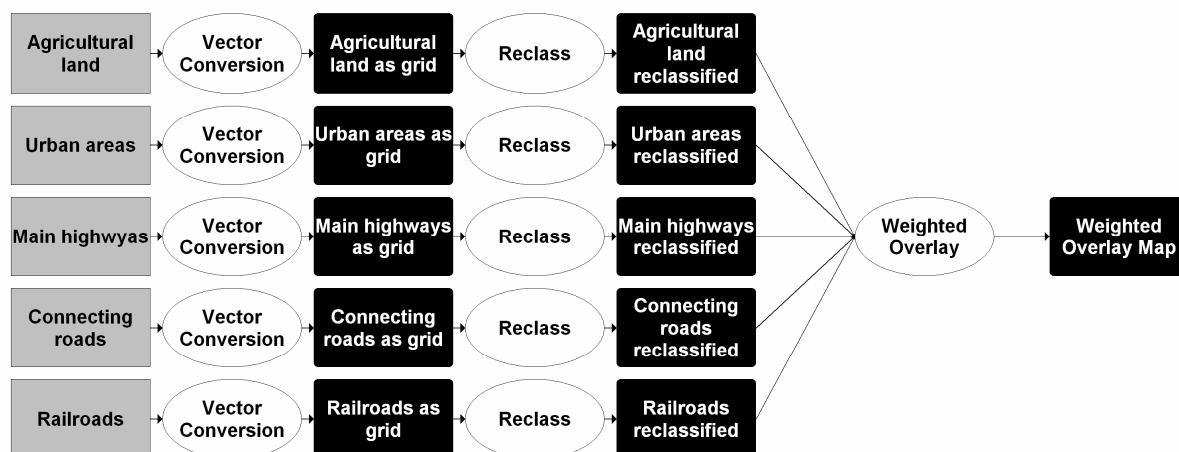 Agricultural
land
Vector
Conversion
Agricultural
land as grid
Reclass
Agricultural
land
reclassified
Urban areas
Vector
Conversion
Urban areas as
grid
Reclass
Urban areas
reclassified
Main highwyas
Vector
Conversion
Main highways
as grid
Reclass
Main highways
reclassified
Weighted
Overlay
Weighted
Overlay Map
Connecting
roads
Vector
Conversion
Connecting
roads as grid
Reclass
Connecting
roads
reclassified
Railroads
Vector
Conversion
Railroads as
grid
Reclass
Railroads
reclassified